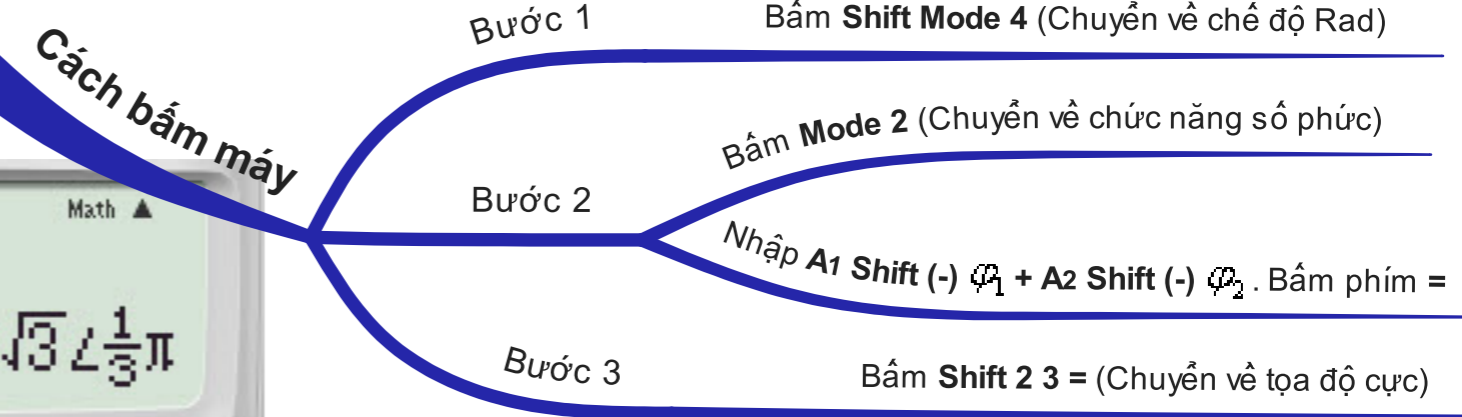 Cách bấm máy
Bước 1
Bấm Shift Mode 4 (Chuyển về chế độ Rad)
Bước 2
Bấm Mode 2 (Chuyển về chức năng số phức)
Nhập A1 Shift (-) φ1 + A2 Shift (-) φ2 . Bấm phím =
Bước 3
Bấm Shift 2 3 = (Chuyển về tọa độ cực)
Math ▲
√3∠1/3π